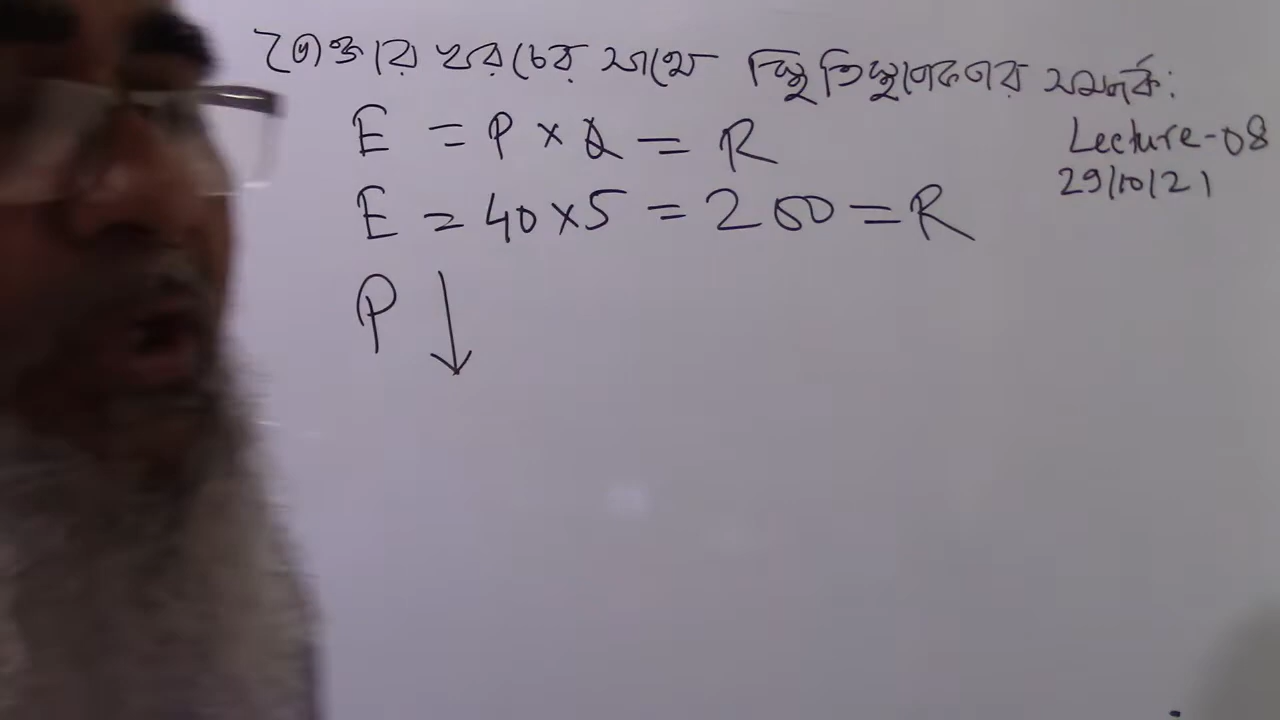 ভোক্তার খরচের সাথে বিন্দু স্থিতিস্থাপকতার সম্পর্ক:
E = P × Q = R
Lecture-08
E = 40 × 5 = 200 = R
29/10/21
P ↓